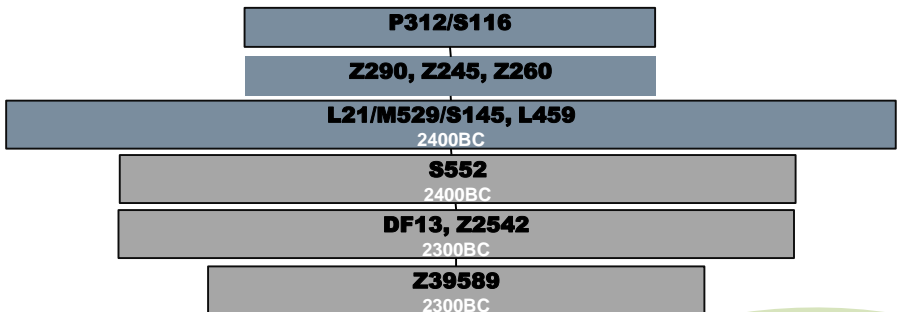 P312/S116
Z290, Z245, Z260
L21/M529/S145, L459
2400BC
S552
2400BC
DF13, Z2542
2300BC
Z39589
2300BC